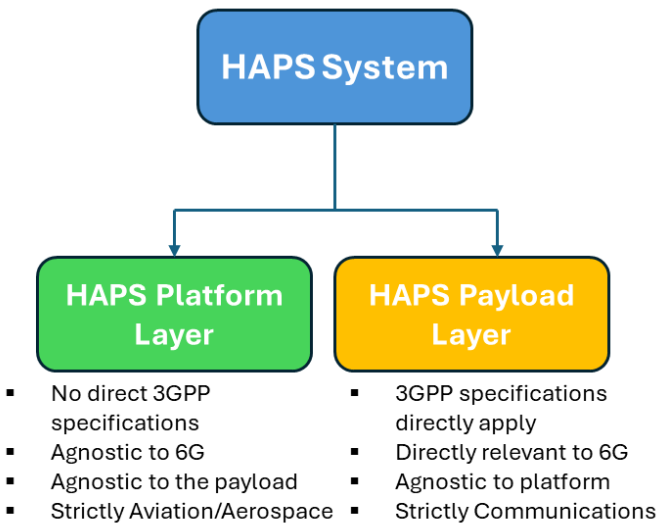 HAPS System
HAPS Platform
Layer
HAPS Payload
Layer
▪ No direct 3GPP
specifications
▪ Agnostic to 6G
▪ Agnostic to the payload
▪ Strictly Aviation/Aerospace
▪ 3GPP specifications
directly apply
▪ Directly relevant to 6G
▪ Agnostic to platform
▪ Strictly Communications